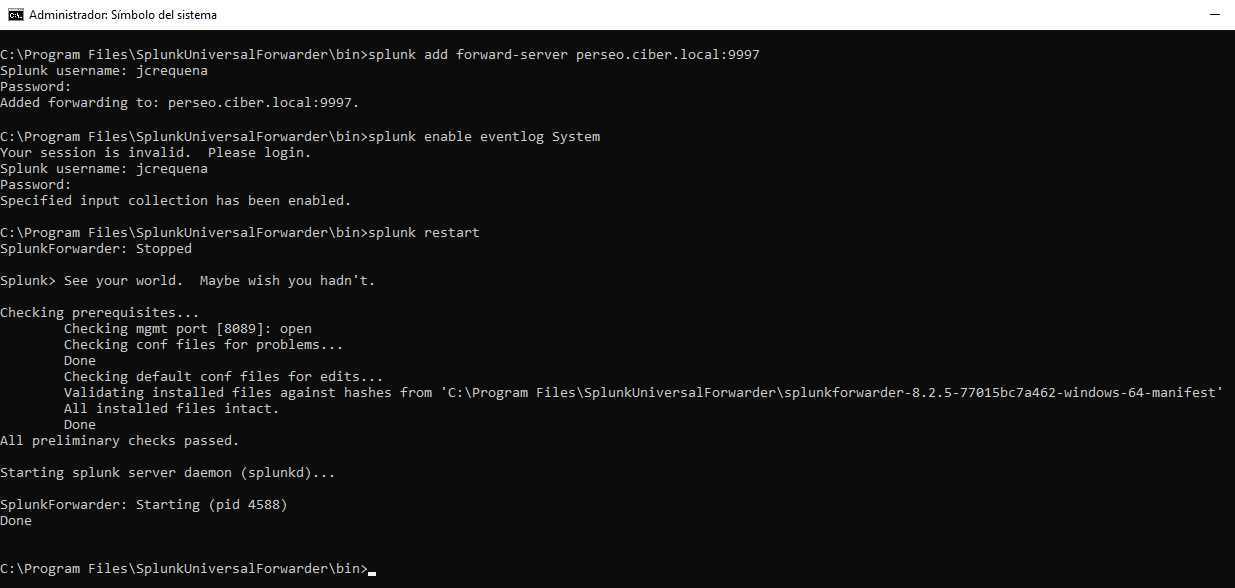 Administrador: Símbolo del sistema
C:\Program Files\SplunkUniversalForwarder\bin>splunk add forward-server perseo.ciber.local:9997
Splunk username: jcrequena
Password:
Added forwarding to: perseo.ciber.local:9997.
C:\Program Files\SplunkUniversalForwarder\bin>splunk enable eventlog System
Your session is invalid.  Please login.
Splunk username: jcrequena
Password:
Specified input collection has been enabled.
C:\Program Files\SplunkUniversalForwarder\bin>splunk restart
SplunkForwarder: Stopped
Splunk> See your world.  Maybe wish you hadn't.
Checking prerequisites...
Checking mgmt port [8089]: open
Checking conf files for problems...
Done
Checking default conf files for edits...
Validating installed files against hashes from 'C:\Program Files\SplunkUniversalForwarder\splunkforwarder-8.2.5-77015bc7a462-windows-64-manifest'
All installed files intact.
Done
All preliminary checks passed.
Starting splunk server daemon (splunkd)...
SplunkForwarder: Starting (pid 4588)
Done
C:\Program Files\SplunkUniversalForwarder\bin>